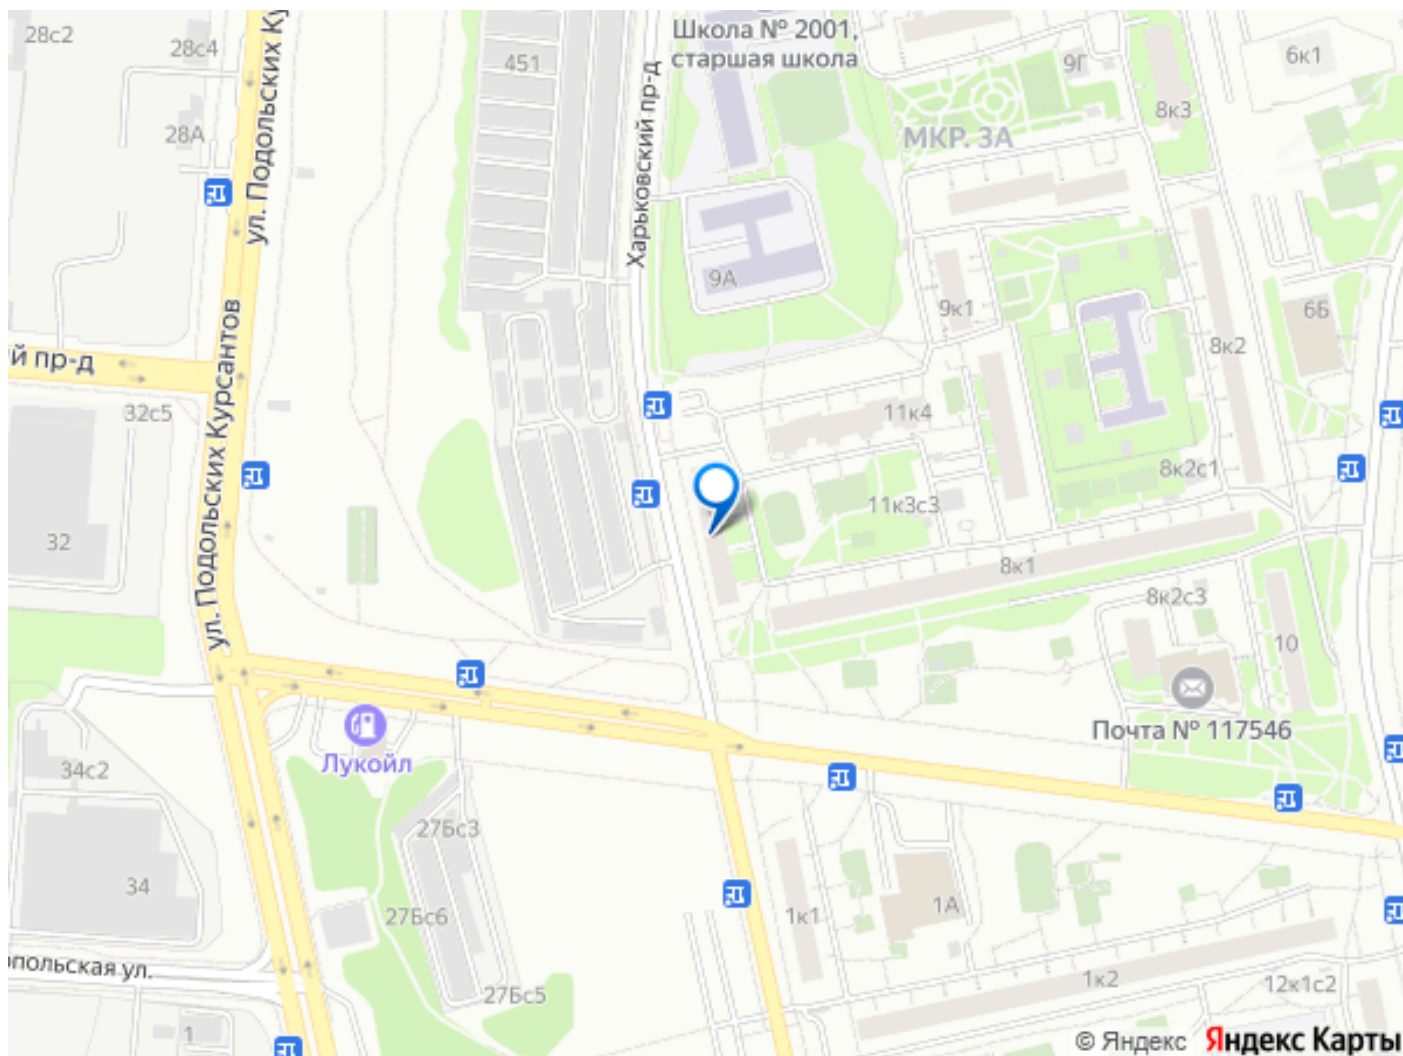 28с2
28с4
451
Школа № 2001,
старшая школа
9Г
6к1
8к3
28А
МКР. 3А
ул. Подольских Ку
Харьковский пр-д
9А
9к1
6Б
8к2
й пр-д
32с5
ул. Подольских Курсантов
11к4
8к2с1
11к3с3
32
8к1
8к2с3
10
Почта № 117546
Лукойл
34с2
27Бс3
34
27Бс6
1к1
1А
польская ул.
27Бс5
1к2
12к1с2
1
© Яндекс Яндекс Карты